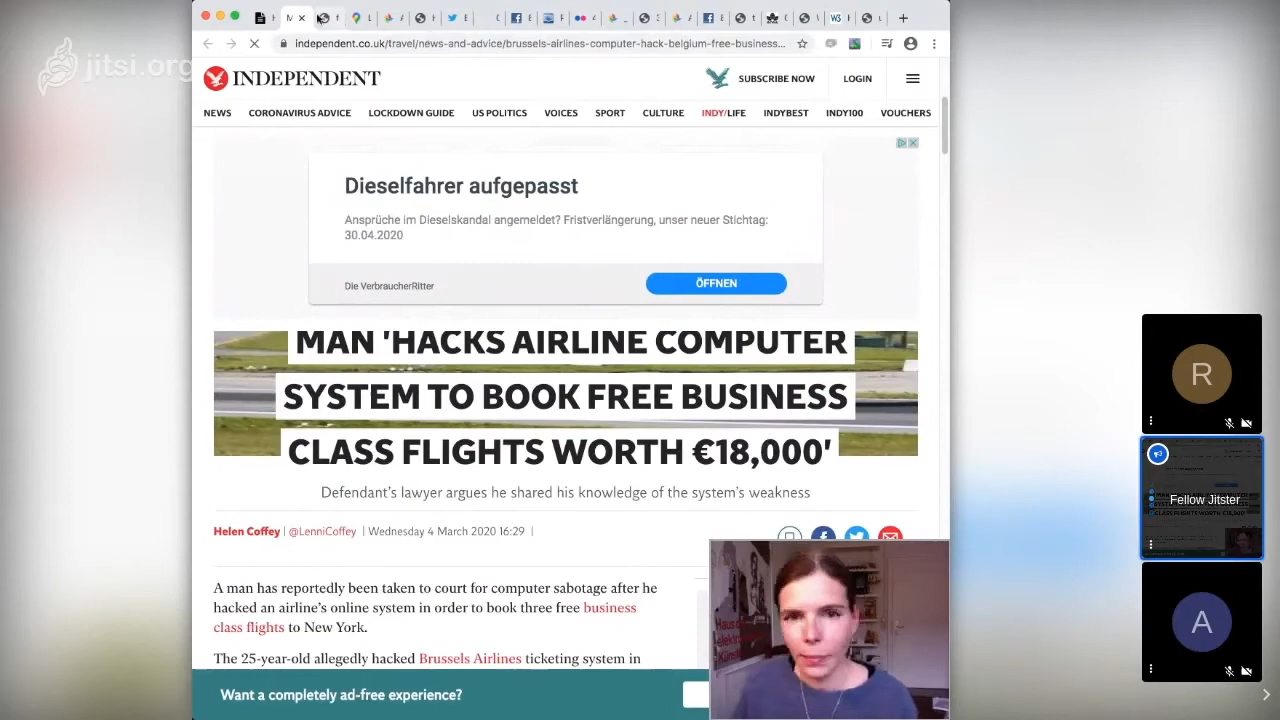 jitsi.org
independent.co.uk/travel/news-and-advice/brussels-airlines-computer-hack-belgium-free-business...
INDEPENDENT
SUBSCRIBE NOW
LOGIN
NEWS
CORONAVIRUS ADVICE
LOCKDOWN GUIDE
US POLITICS
VOICES
SPORT
CULTURE
INDY/LIFE
INDYBEST
INDY100
VOUCHERS
Dieselfahrer aufgepasst
Ansprüche im Dieselskandal angemeldet? Fristverlängerung, unser neuer Stichtag:
30.04.2020
Die VerbraucherRitter
ÖFFNEN
MAN 'HACKS AIRLINE COMPUTER
SYSTEM TO BOOK FREE BUSINESS
CLASS FLIGHTS WORTH €18,000'
Defendant's lawyer argues he shared his knowledge of the system's weakness
Helen Coffey | @LenniCoffey | Wednesday 4 March 2020 16:29 |
A man has reportedly been taken to court for computer sabotage after he
hacked an airline's online system in order to book three free business
class flights to New York.
The 25-year-old allegedly hacked Brussels Airlines ticketing system in
Want a completely ad-free experience?
R
Fellow Jitster
A